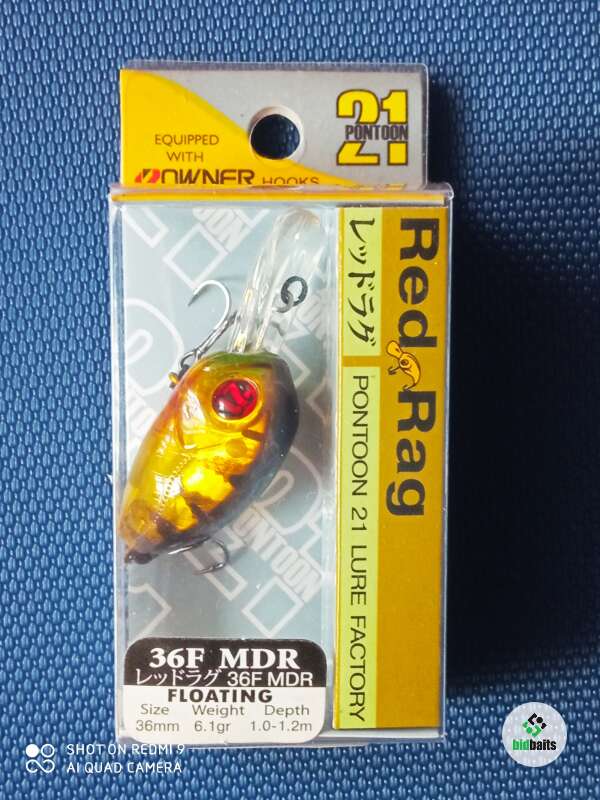 EQUIPPED
WITH
OWNER HOOKS
21
PONTOON
Red Rag
レッドラグ
PONTOON 21 LURE FACTORY
PONTOON
36F MDR
レッドラグ 36F MDR
FLOATING
Size Weight Depth
36mm 6.1gr 1.0-1.2m
SHOT ON REDMI 9
AI QUAD CAMERA
bidbaits